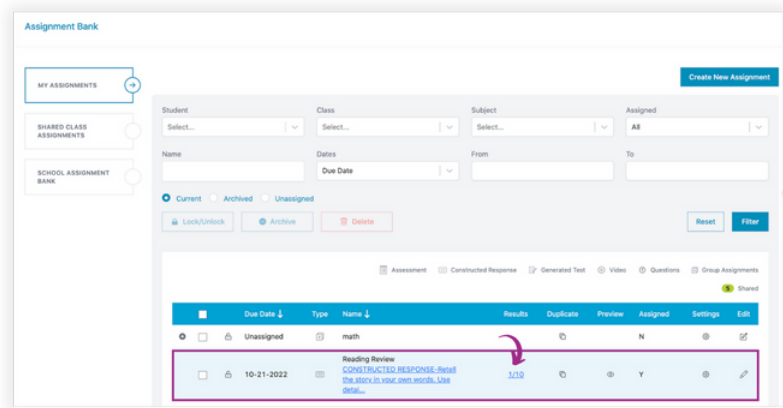 Assignment Bank
MY ASSIGNMENTS
Create New Assignment
Student
Class
Subject
Assigned
Select...
Select...
Select...
All
SHARED CLASS
ASSIGNMENTS
Name
Dates
From
To
Due Date
SCHOOL ASSIGNMENT
BANK
Current
Archived
Unassigned
Lock/Unlock
Archive
Delete
Reset
Filter
Assessment
Constructed Response
Generated Test
Video
Questions
Group Assignments
S Shared
Due Date ↓ Type Name ↓ Results Duplicate Preview Assigned Settings Edit
Unassigned math N
Reading Review
CONSTRUCTED RESPONSE-Retell
10-21-2022 the story in your own words. Use 1/10 Y
detai...